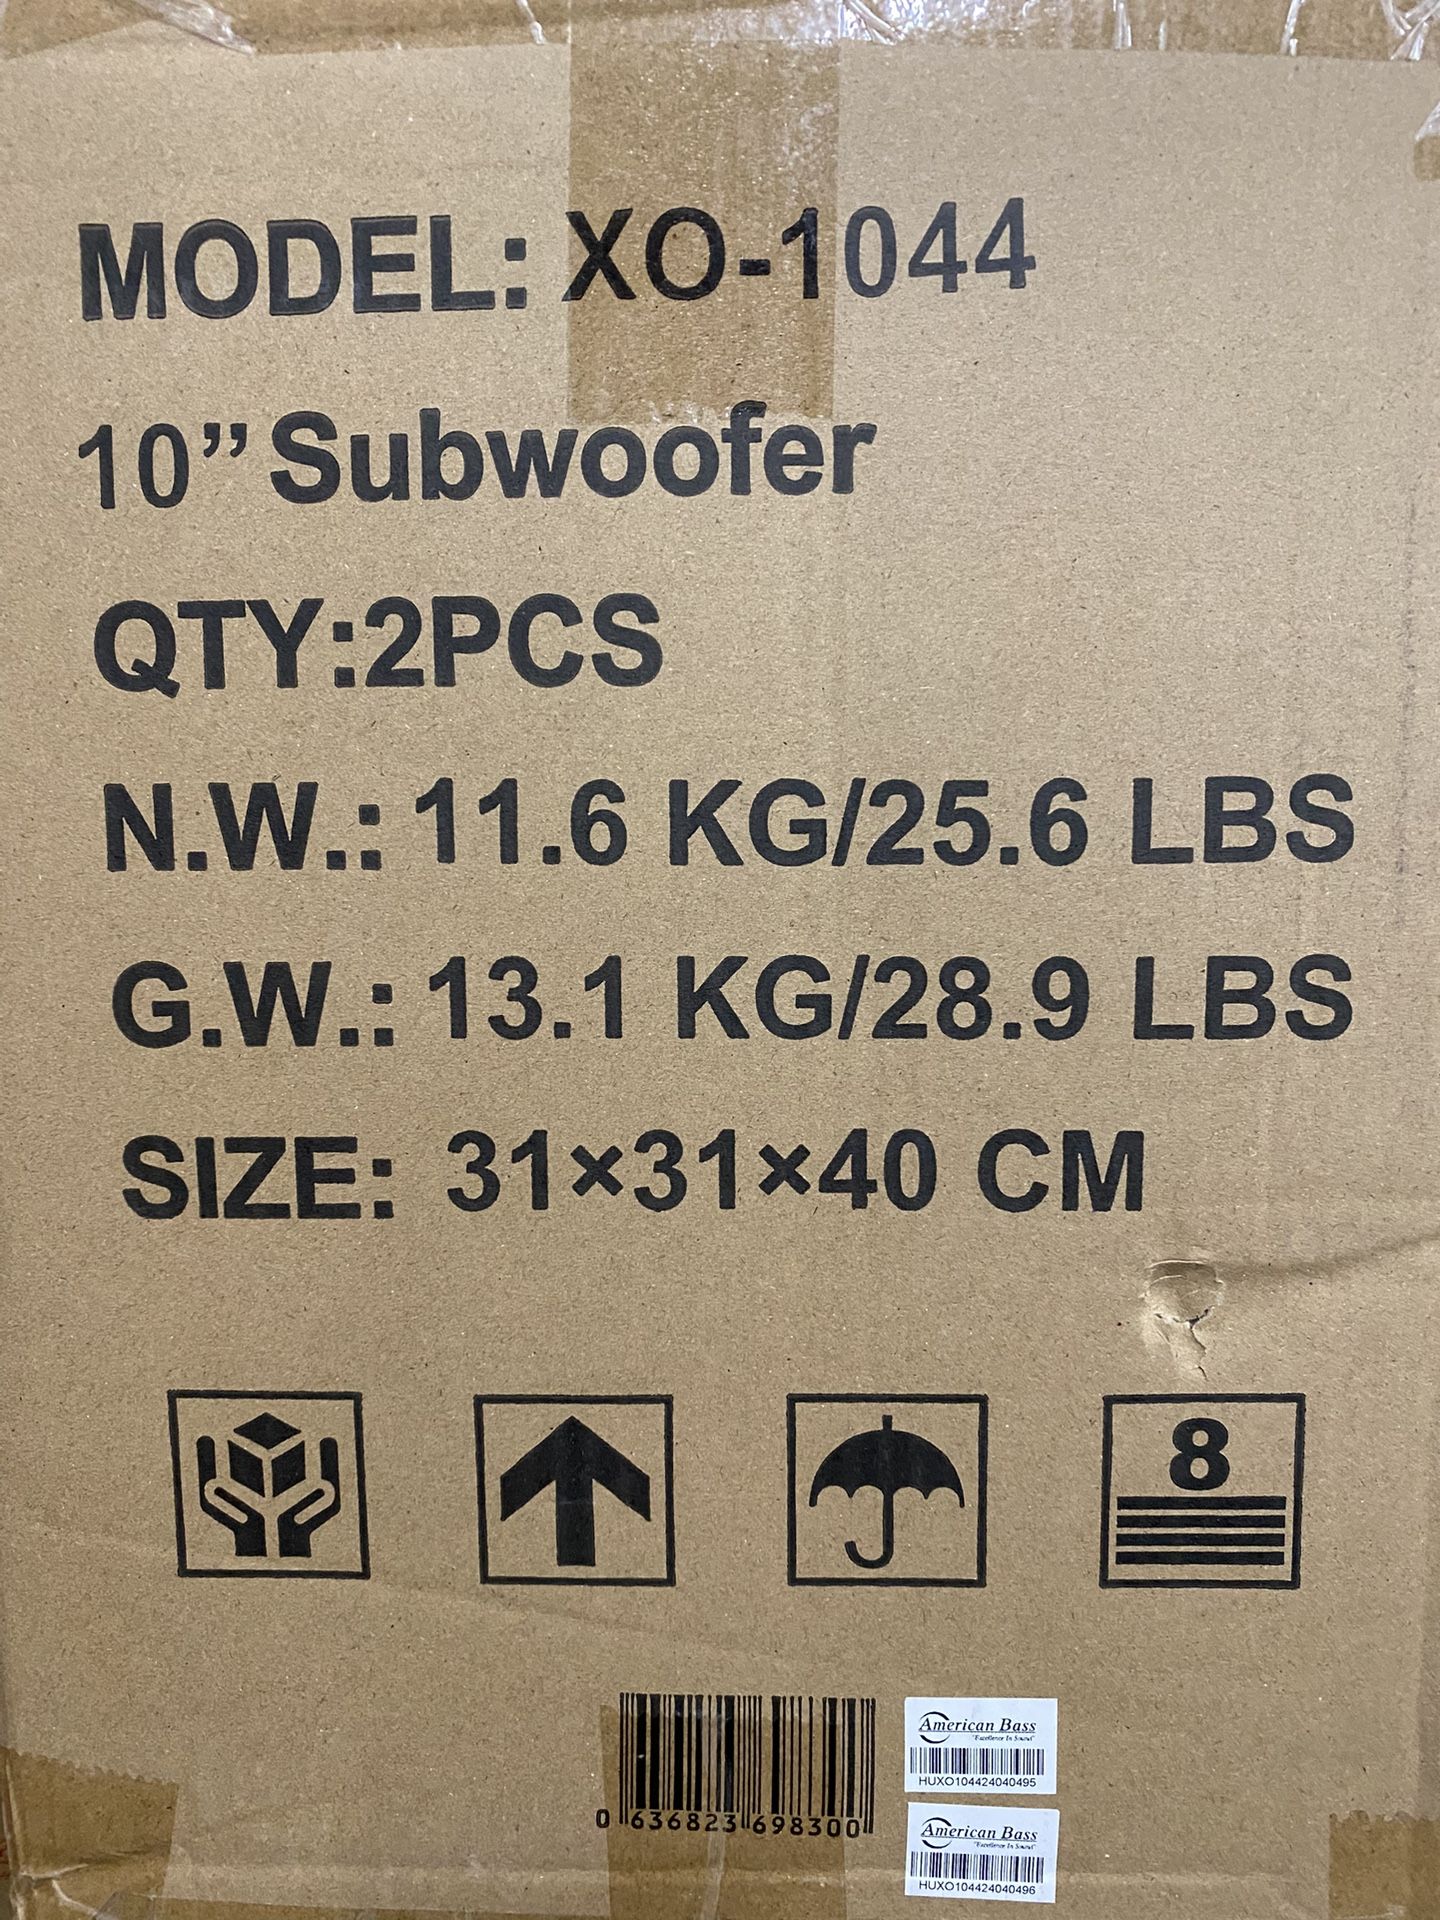 MODEL: XO-1044
10” Subwoofer
QTY:2PCS
N.W.: 11.6 KG/25.6 LBS
G.W.: 13.1 KG/28.9 LBS
SIZE: 31×31×40 CM
8
0 636823 698300
American Bass
"Excellence In Sound"
HUXO104424040495
American Bass
"Excellence In Sound"
HUXO104424040496